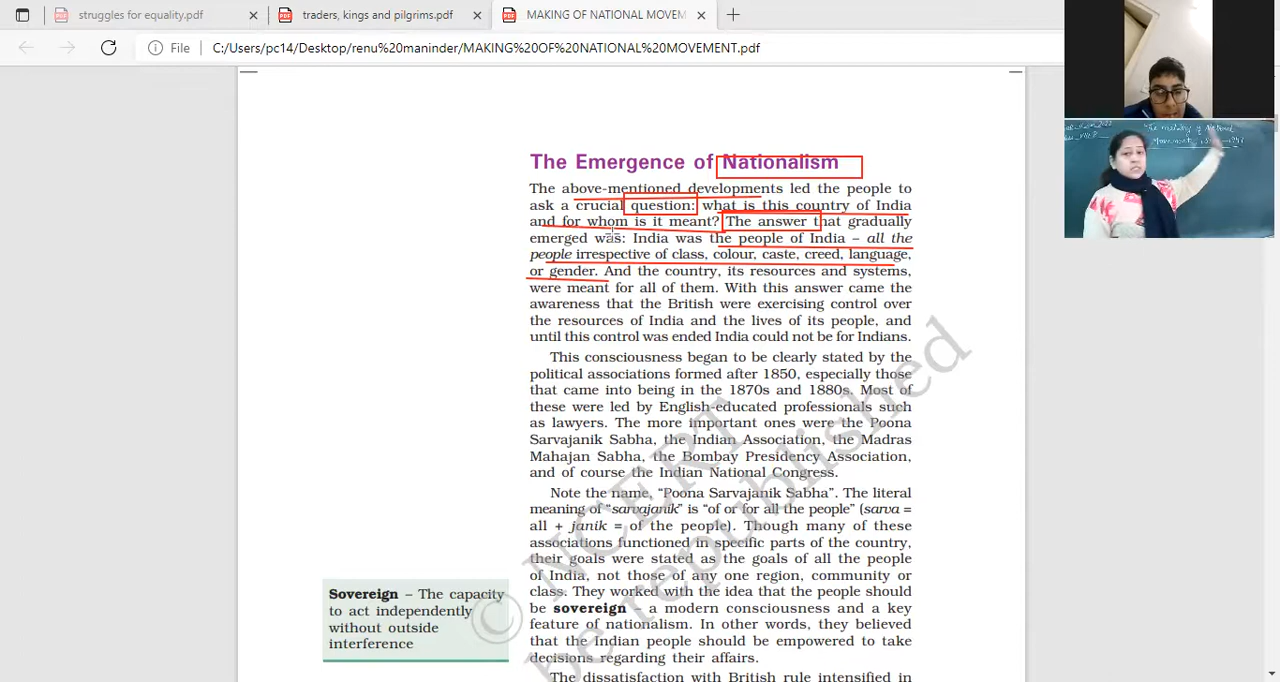 struggles for equality.pdf
traders, kings and pilgrims.pdf
MAKING OF NATIONAL MOVEM
File
C:/Users/pc14/Desktop/renu%20maninder/MAKING%20OF%20NATIONAL%20MOVEMENT.pdf
The Emergence of Nationalism
The above-mentioned developments led the people to
ask a crucial question: what is this country of India
and for whom is it meant? The answer that gradually
emerged was: India was the people of India – all the
people irrespective of class, colour, caste, creed, language,
or gender. And the country, its resources and systems,
were meant for all of them. With this answer came the
awareness that the British were exercising control over
the resources of India and the lives of its people, and
until this control was ended India could not be for Indians.
This consciousness began to be clearly stated by the
political associations formed after 1850, especially those
that came into being in the 1870s and 1880s. Most of
these were led by English-educated professionals such
as lawyers. The more important ones were the Poona
Sarvajanik Sabha, the Indian Association, the Madras
Mahajan Sabha, the Bombay Presidency Association,
and of course the Indian National Congress.
Note the name, “Poona Sarvajanik Sabha”. The literal
meaning of “sarvajanik” is “of or for all the people” (sarva =
all + janik = of the people). Though many of these
associations functioned in specific parts of the country,
their goals were stated as the goals of all the people
of India, not those of any one region, community or
class. They worked with the idea that the people should
be sovereign – a modern consciousness and a key
feature of nationalism. In other words, they believed
that the Indian people should be empowered to take
decisions regarding their affairs.
The dissatisfaction with British rule intensified in
Sovereign – The capacity
to act independently
without outside
interference
© NCERT
be republished